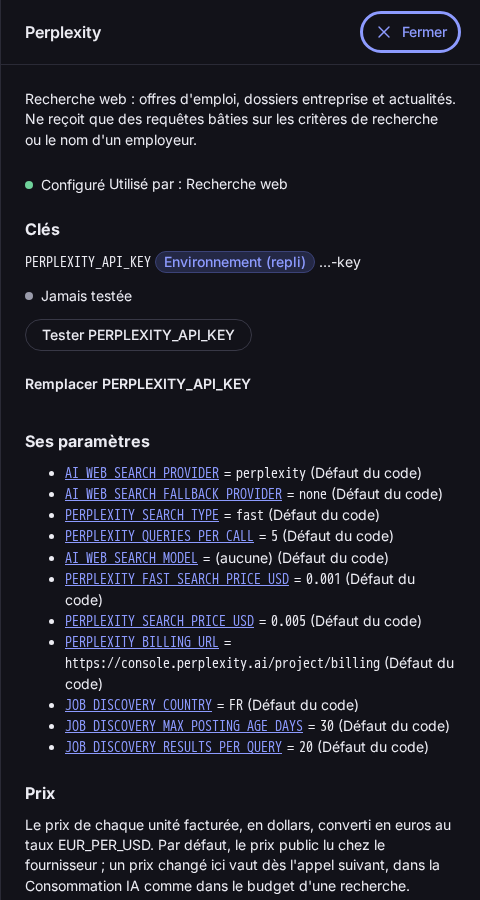 Perplexity
Fermer
Recherche web : offres d'emploi, dossiers entreprise et actualités.
Ne reçoit que des requêtes bâties sur les critères de recherche
ou le nom d'un employeur.
Configuré Utilisé par : Recherche web
Clés
PERPLEXITY_API_KEY Environnement (repli) …-key
Jamais testée
Tester PERPLEXITY_API_KEY
Remplacer PERPLEXITY_API_KEY
Ses paramètres
AI_WEB_SEARCH_PROVIDER = perplexity (Défaut du code)
AI_WEB_SEARCH_FALLBACK_PROVIDER = none (Défaut du code)
PERPLEXITY_SEARCH_TYPE = fast (Défaut du code)
PERPLEXITY_QUERIES_PER_CALL = 5 (Défaut du code)
AI_WEB_SEARCH_MODEL = (aucune) (Défaut du code)
PERPLEXITY_FAST_SEARCH_PRICE_USD = 0.001 (Défaut du
code)
PERPLEXITY_SEARCH_PRICE_USD = 0.005 (Défaut du code)
PERPLEXITY_BILLING_URL =
https://console.perplexity.ai/project/billing (Défaut du
code)
JOB_DISCOVERY_COUNTRY = FR (Défaut du code)
JOB_DISCOVERY_MAX_POSTING_AGE_DAYS = 30 (Défaut du code)
JOB_DISCOVERY_RESULTS_PER_QUERY = 20 (Défaut du code)
Prix
Le prix de chaque unité facturée, en dollars, converti en euros au
taux EUR_PER_USD. Par défaut, le prix public lu chez le
fournisseur ; un prix changé ici vaut dès l'appel suivant, dans la
Consommation IA comme dans le budget d'une recherche.